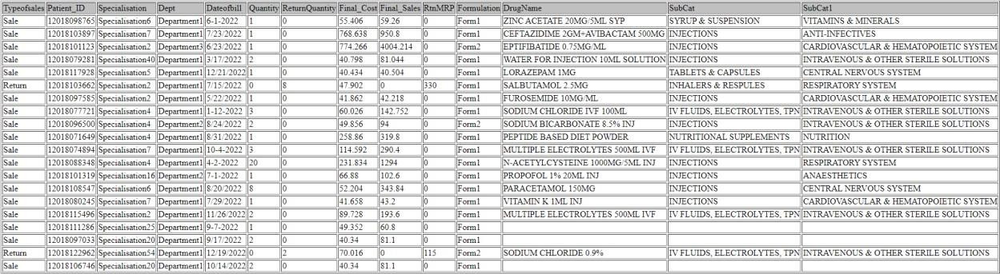 Typeofsales Patient_ID Specialisation Dept Dateofbill Quantity ReturnQuantity Final_Cost Final_Sales RtnMRP Formulation DrugName SubCat SubCat1
Sale 12018098765 Specialisation6 Department1 6-1-2022 1 0 55.406 59.26 0 Form1 ZINC ACETATE 20MG/5ML SYP SYRUP & SUSPENSION VITAMINS & MINERALS
Sale 12018103897 Specialisation7 Department1 7/23/2022 1 0 768.638 950.8 0 Form1 CEFTAZIDIME 2GM+AVIBACTAM 500MG INJECTIONS ANTI-INFECTIVES
Sale 12018101123 Specialisation2 Department3 6/23/2022 1 0 774.266 4004.214 0 Form2 EPTIFIBATIDE 0.75MG/ML INJECTIONS CARDIOVASCULAR & HEMATOPOIETIC SYSTEM
Sale 12018079281 Specialisation40 Department1 3/17/2022 2 0 40.798 81.044 0 Form1 WATER FOR INJECTION 10ML SOLUTION INJECTIONS INTRAVENOUS & OTHER STERILE SOLUTIONS
Sale 12018117928 Specialisation5 Department1 12/21/2022 1 0 40.434 40.504 0 Form1 LORAZEPAM 1MG TABLETS & CAPSULES CENTRAL NERVOUS SYSTEM
Return 12018103662 Specialisation2 Department1 7/15/2022 0 8 47.902 0 330 Form1 SALBUTAMOL 2.5MG INHALERS & RESPULES RESPIRATORY SYSTEM
Sale 12018097585 Specialisation2 Department1 5/22/2022 1 0 41.862 42.218 0 Form1 FUROSEMIDE 10MG/ML INJECTIONS CARDIOVASCULAR & HEMATOPOIETIC SYSTEM
Sale 12018077721 Specialisation4 Department1 1-12-2022 3 0 60.026 142.752 0 Form1 SODIUM CHLORIDE IVF 100ML IV FLUIDS, ELECTROLYTES, TPN INTRAVENOUS & OTHER STERILE SOLUTIONS
Sale 12018096500 Specialisation4 Department2 8/24/2022 2 0 49.856 94 0 Form2 SODIUM BICARBONATE 8.5% INJ INJECTIONS INTRAVENOUS & OTHER STERILE SOLUTIONS
Sale 12018071649 Specialisation4 Department1 8/31/2022 1 0 258.86 319.8 0 Form1 PEPTIDE BASED DIET POWDER NUTRITIONAL SUPPLEMENTS NUTRITION
Sale 12018074894 Specialisation7 Department1 10-4-2022 3 0 114.592 290.4 0 Form1 MULTIPLE ELECTROLYTES 500ML IVF IV FLUIDS, ELECTROLYTES, TPN INTRAVENOUS & OTHER STERILE SOLUTIONS
Sale 12018088348 Specialisation4 Department1 4-2-2022 20 0 231.834 1294 0 Form1 N-ACETYLCYSTEINE 1000MG/5ML INJ INJECTIONS RESPIRATORY SYSTEM
Sale 12018101319 Specialisation16 Department2 7-1-2022 1 0 66.88 102.6 0 Form1 PROPOFOL 1% 20ML INJ INJECTIONS ANAESTHETICS
Sale 12018108547 Specialisation6 Department1 8/20/2022 8 0 52.204 343.84 0 Form1 PARACETAMOL 150MG INJECTIONS CENTRAL NERVOUS SYSTEM
Sale 12018080245 Specialisation7 Department1 7/29/2022 1 0 41.658 43.2 0 Form1 VITAMIN K 1ML INJ INJECTIONS CARDIOVASCULAR & HEMATOPOIETIC SYSTEM
Sale 12018115496 Specialisation2 Department1 11/26/2022 2 0 89.728 193.6 0 Form1 MULTIPLE ELECTROLYTES 500ML IVF IV FLUIDS, ELECTROLYTES, TPN INTRAVENOUS & OTHER STERILE SOLUTIONS
Sale 12018111286 Specialisation25 Department1 9-7-2022 1 0 49.352 60.8 0 Form1
Sale 12018097033 Specialisation20 Department1 9/17/2022 2 0 40.34 81.1 0 Form1
Return 12018122962 Specialisation54 Department1 12/19/2022 0 2 70.016 0 115 Form2 SODIUM CHLORIDE 0.9% IV FLUIDS, ELECTROLYTES, TPN INTRAVENOUS & OTHER STERILE SOLUTIONS
Sale 12018106746 Specialisation20 Department1 10/14/2022 2 0 40.34 81.1 0 Form1